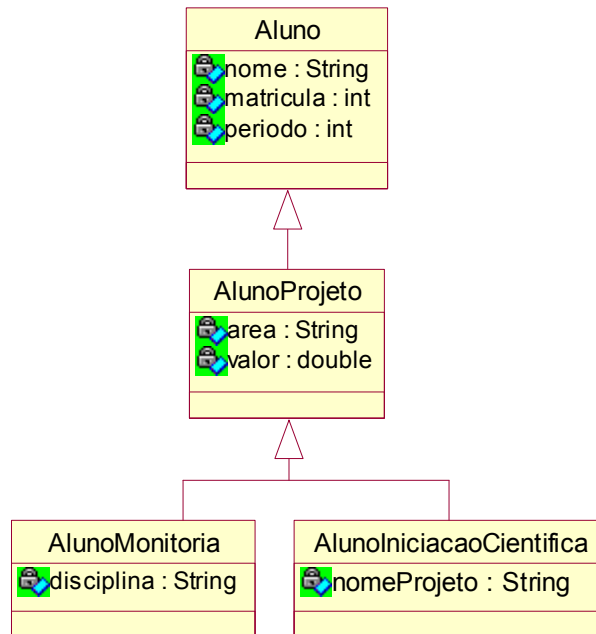 Aluno
nome : String
matricula : int
periodo : int
AlunoProjeto
area : String
valor : double
AlunoMonitoria
disciplina : String
AlunoIniciacaoCientifica
nomeProjeto : String